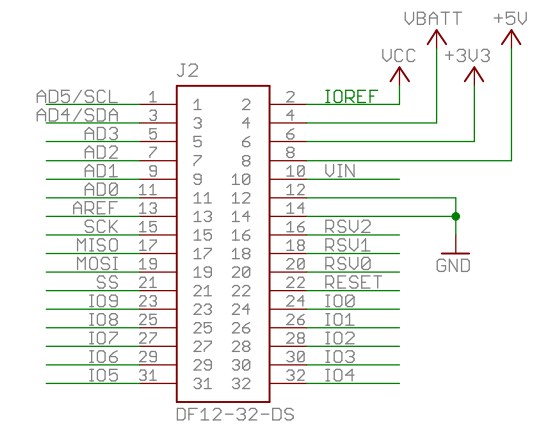 VBATT +5V
VCC +3V3
J2
AD5/SCL 1 1 2 2 IOREF
AD4/SDA 3 3 4 4
AD3 5 5 6 6
AD2 7 7 8 8
AD1 9 9 10 10 VIN
AD0 11 11 12 12
AREF 13 13 14 14
SCK 15 15 16 16 RSV2
MISO 17 17 18 18 RSV1
MOSI 19 19 20 20 RSV0
SS 21 21 22 22 RESET
IO9 23 23 24 24 IO0
IO8 25 25 26 26 IO1
IO7 27 27 28 28 IO2
IO6 29 29 30 30 IO3
IO5 31 31 32 32 IO4
GND
DF12-32-DS